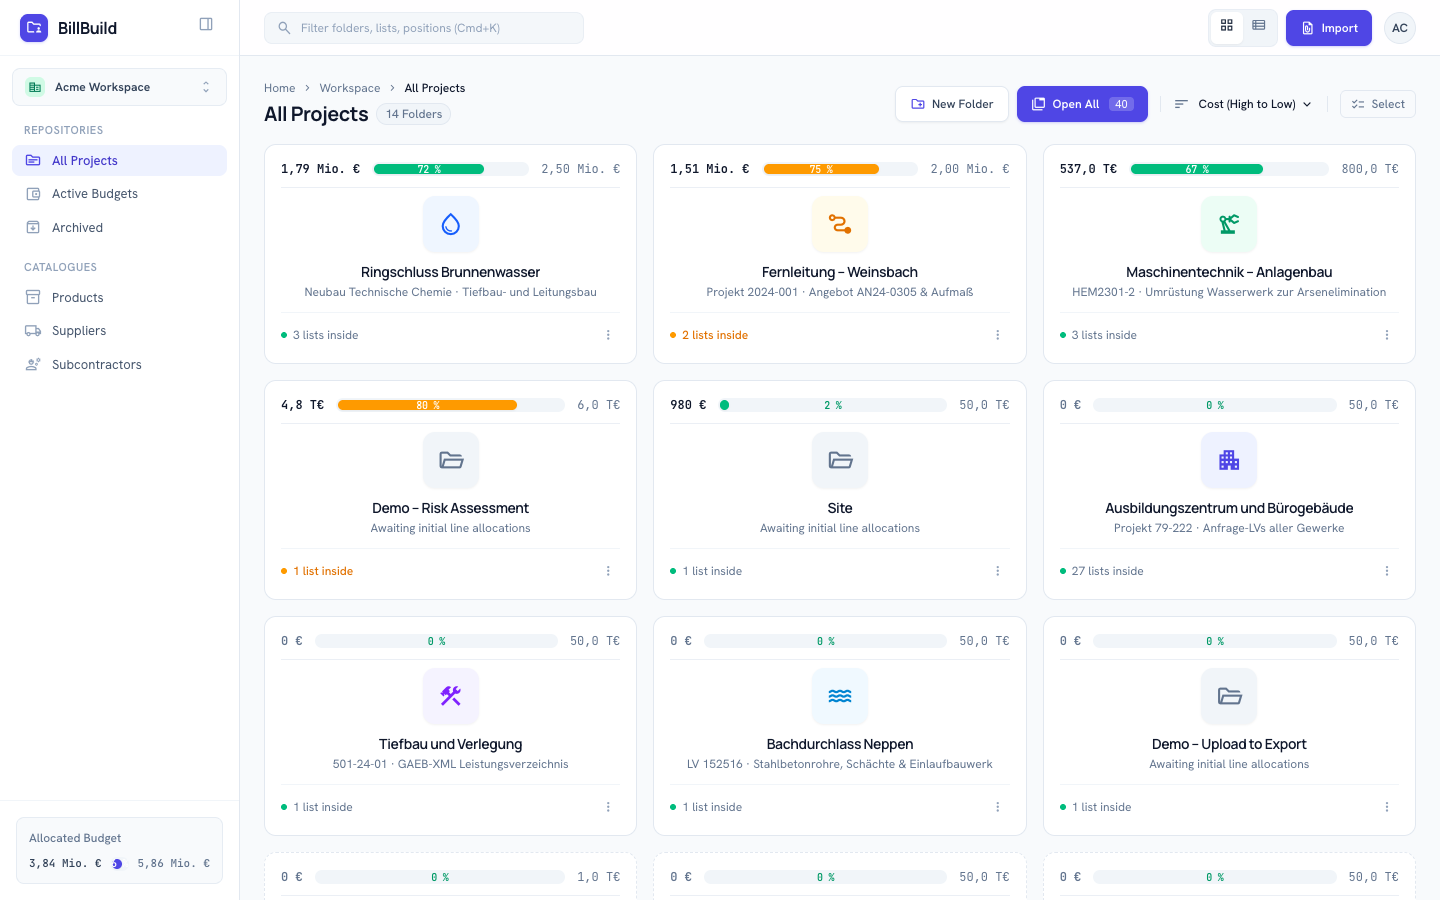 BillBuild
Filter folders, lists, positions (Cmd+K)
Import
AC
Acme Workspace
REPOSITORIES
All Projects
Active Budgets
Archived
CATALOGUES
Products
Suppliers
Subcontractors
Allocated Budget
3,84 Mio. € 5,86 Mio. €
Home > Workspace > All Projects
All Projects 14 Folders
New Folder
Open All 40
Cost (High to Low)
Select
1,79 Mio. € 72 % 2,50 Mio. €
Ringschluss Brunnenwasser
Neubau Technische Chemie · Tiefbau- und Leitungsbau
3 lists inside
1,51 Mio. € 75 % 2,00 Mio. €
Fernleitung – Weinsbach
Projekt 2024-001 · Angebot AN24-0305 & Aufmaß
2 lists inside
537,0 T€ 67 % 800,0 T€
Maschinentechnik – Anlagenbau
HEM2301-2 · Umrüstung Wasserwerk zur Arsenelimination
3 lists inside
4,8 T€ 80 % 6,0 T€
Demo – Risk Assessment
Awaiting initial line allocations
1 list inside
980 € 2 % 50,0 T€
Site
Awaiting initial line allocations
1 list inside
0 € 0 % 50,0 T€
Ausbildungszentrum und Bürogebäude
Projekt 79-222 · Anfrage-LVs aller Gewerke
27 lists inside
0 € 0 % 50,0 T€
Tiefbau und Verlegung
501-24-01 · GAEB-XML Leistungsverzeichnis
1 list inside
0 € 0 % 50,0 T€
Bachdurchlass Neppen
LV 152516 · Stahlbetonrohre, Schächte & Einlaufbauwerk
1 list inside
0 € 0 % 50,0 T€
Demo – Upload to Export
Awaiting initial line allocations
1 list inside
0 € 0 % 1,0 T€
0 € 0 % 50,0 T€
0 € 0 % 50,0 T€